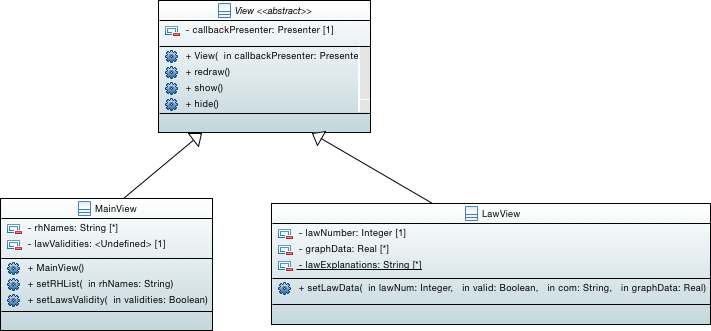 View <<abstract>>
- callbackPresenter: Presenter [1]
+ View( in callbackPresenter: Presente
+ redraw()
+ show()
+ hide()
MainView
- rhNames: String [*]
- lawValidities: <Undefined> [1]
+ MainView()
+ setRHList( in rhNames: String)
+ setLawsValidity( in validities: Boolean)
LawView
- lawNumber: Integer [1]
- graphData: Real [*]
- lawExplanations: String [*]
+ setLawData( in lawNum: Integer, in valid: Boolean, in com: String, in graphData: Real)